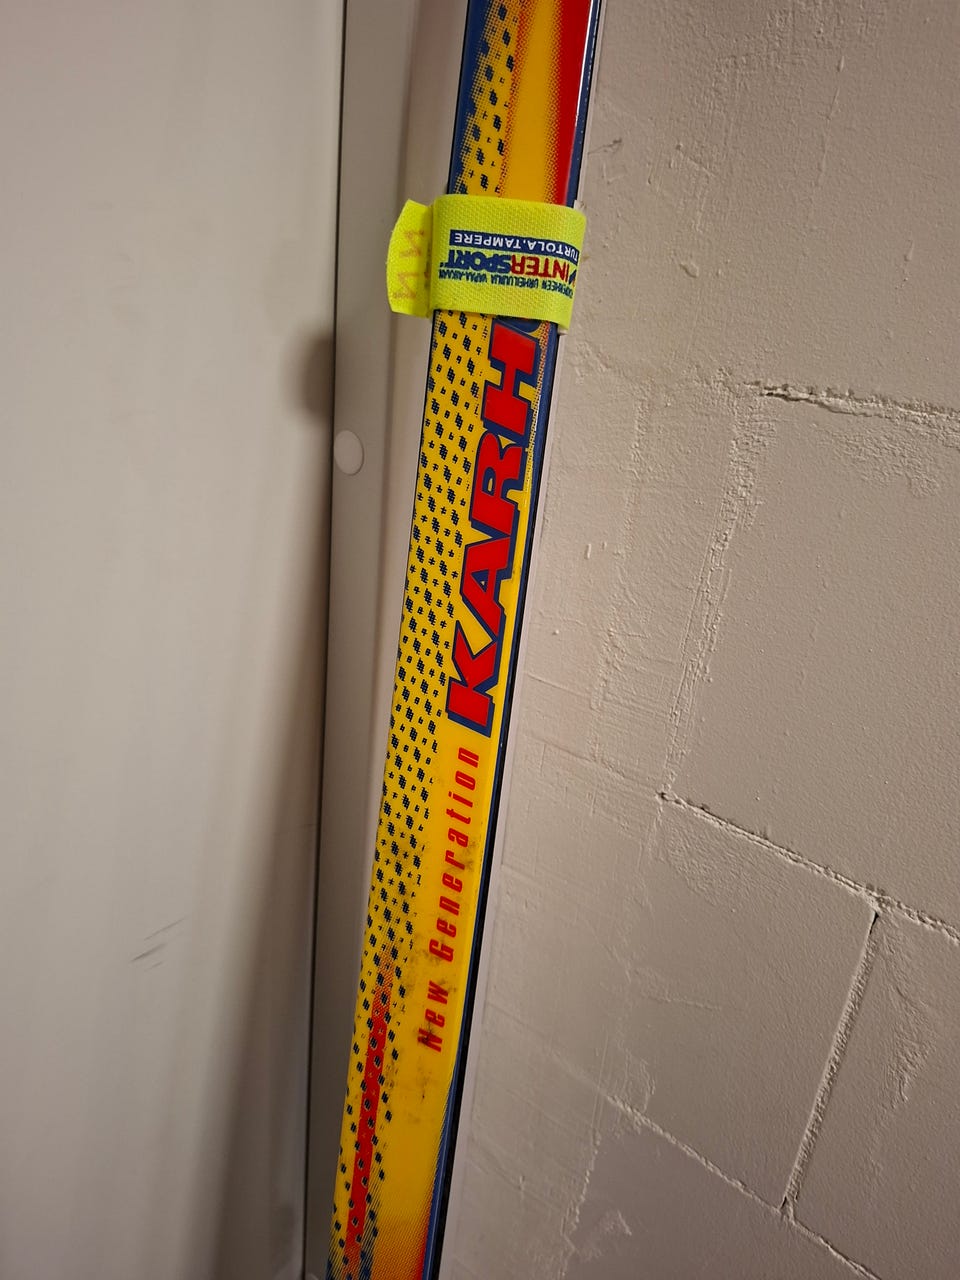 TURTOLA, TAMPERE
INTERSPORT
KARH
New Generation